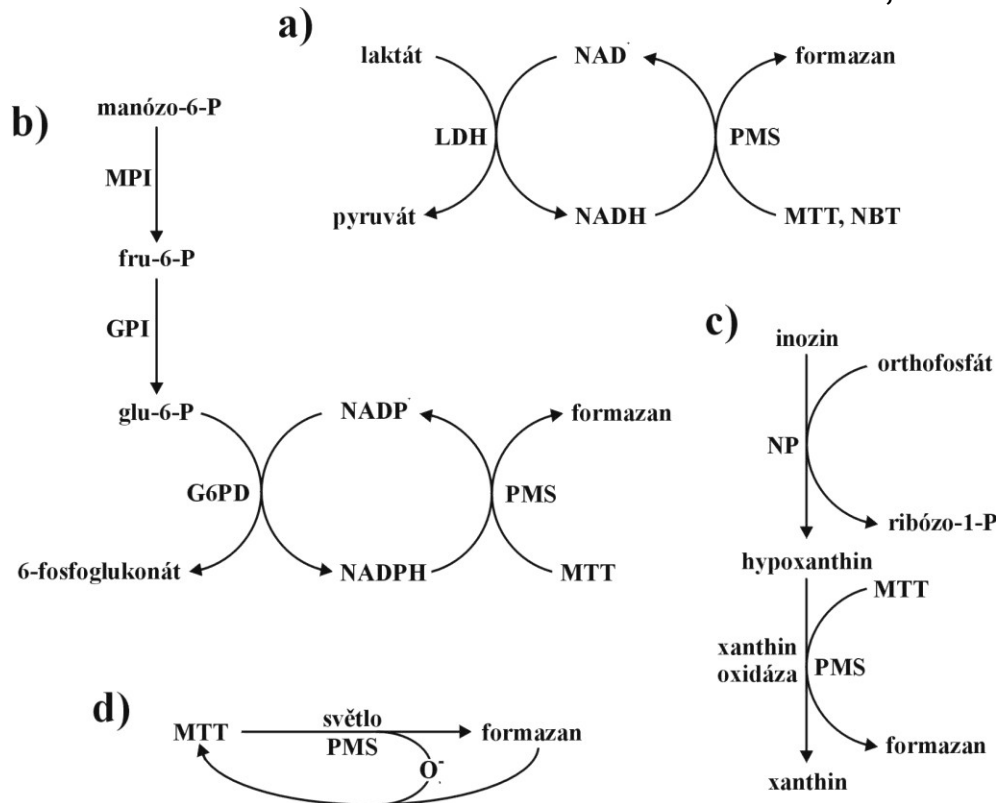 a)
laktát NAD formazan
LDH PMS
pyruvát NADH MTT, NBT
b)
manózo-6-P
MPI
fru-6-P
GPI
glu-6-P NADP formazan
G6PD PMS
6-fosfoglukonát NADPH MTT
c)
inozin
orthofosfát
NP
ribózo-1-P
hypoxanthin
MTT
xanthin
oxidáza PMS
formazan
xanthin
d)
MTT světlo formazan
PMS
O-